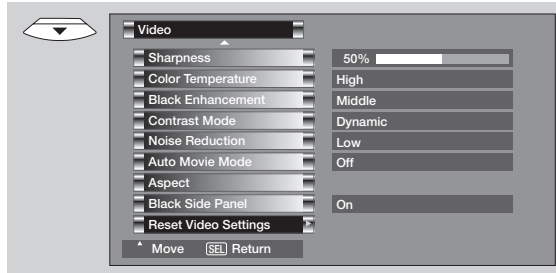 Video
Sharpness 50%
Color Temperature High
Black Enhancement Middle
Contrast Mode Dynamic
Noise Reduction Low
Auto Movie Mode Off
Aspect
Black Side Panel On
Reset Video Settings
Move SEL Return